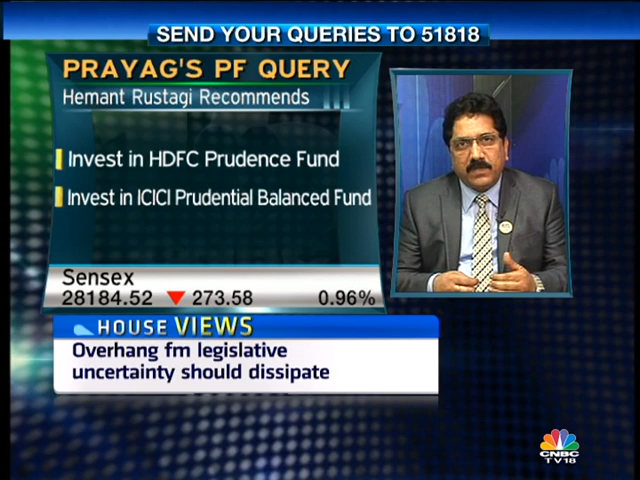 SEND YOUR QUERIES TO 51818
PRAYAG'S PF QUERY
Hemant Rustagi Recommends
Invest in HDFC Prudence Fund
Invest in ICICI Prudential Balanced Fund
Sensex
28184.52 ▼ 273.58 0.96%
HOUSE VIEWS
Overhang fm legislative
uncertainty should dissipate
CNBC
TV18